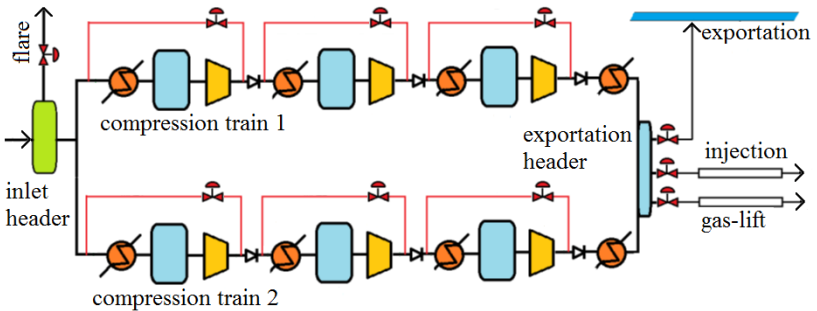 flare
exportation
compression train 1
exportation
header
injection
inlet
header
gas-lift
compression train 2